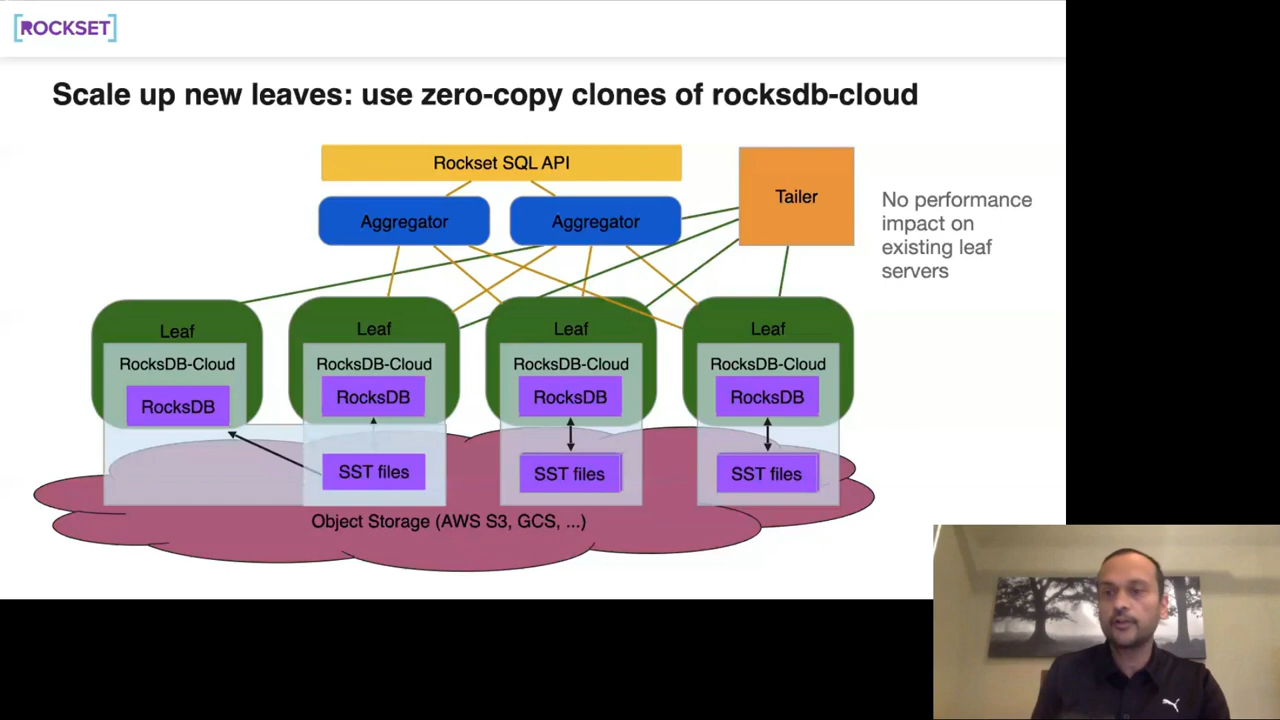 [ROCKSET]
Scale up new leaves: use zero-copy clones of rocksdb-cloud
Rockset SQL API
Aggregator
Aggregator
Tailer
No performance
impact on
existing leaf
servers
Leaf
Leaf
Leaf
Leaf
RocksDB-Cloud
RocksDB-Cloud
RocksDB-Cloud
RocksDB-Cloud
RocksDB
RocksDB
RocksDB
RocksDB
SST files
SST files
SST files
Object Storage (AWS S3, GCS, ...)